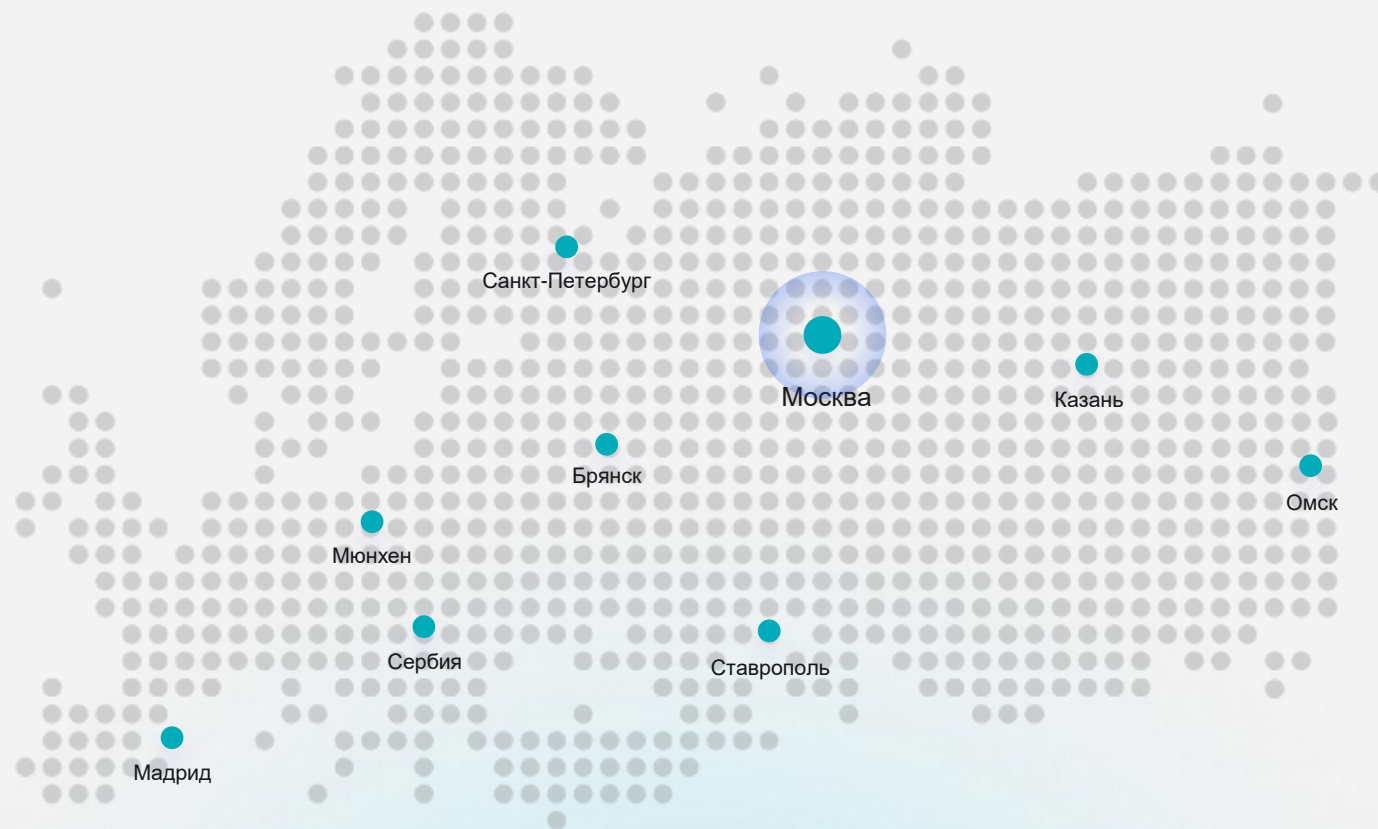 Санкт-Петербург
Москва
Казань
Брянск
Омск
Мюнхен
Сербия
Ставрополь
Мадрид